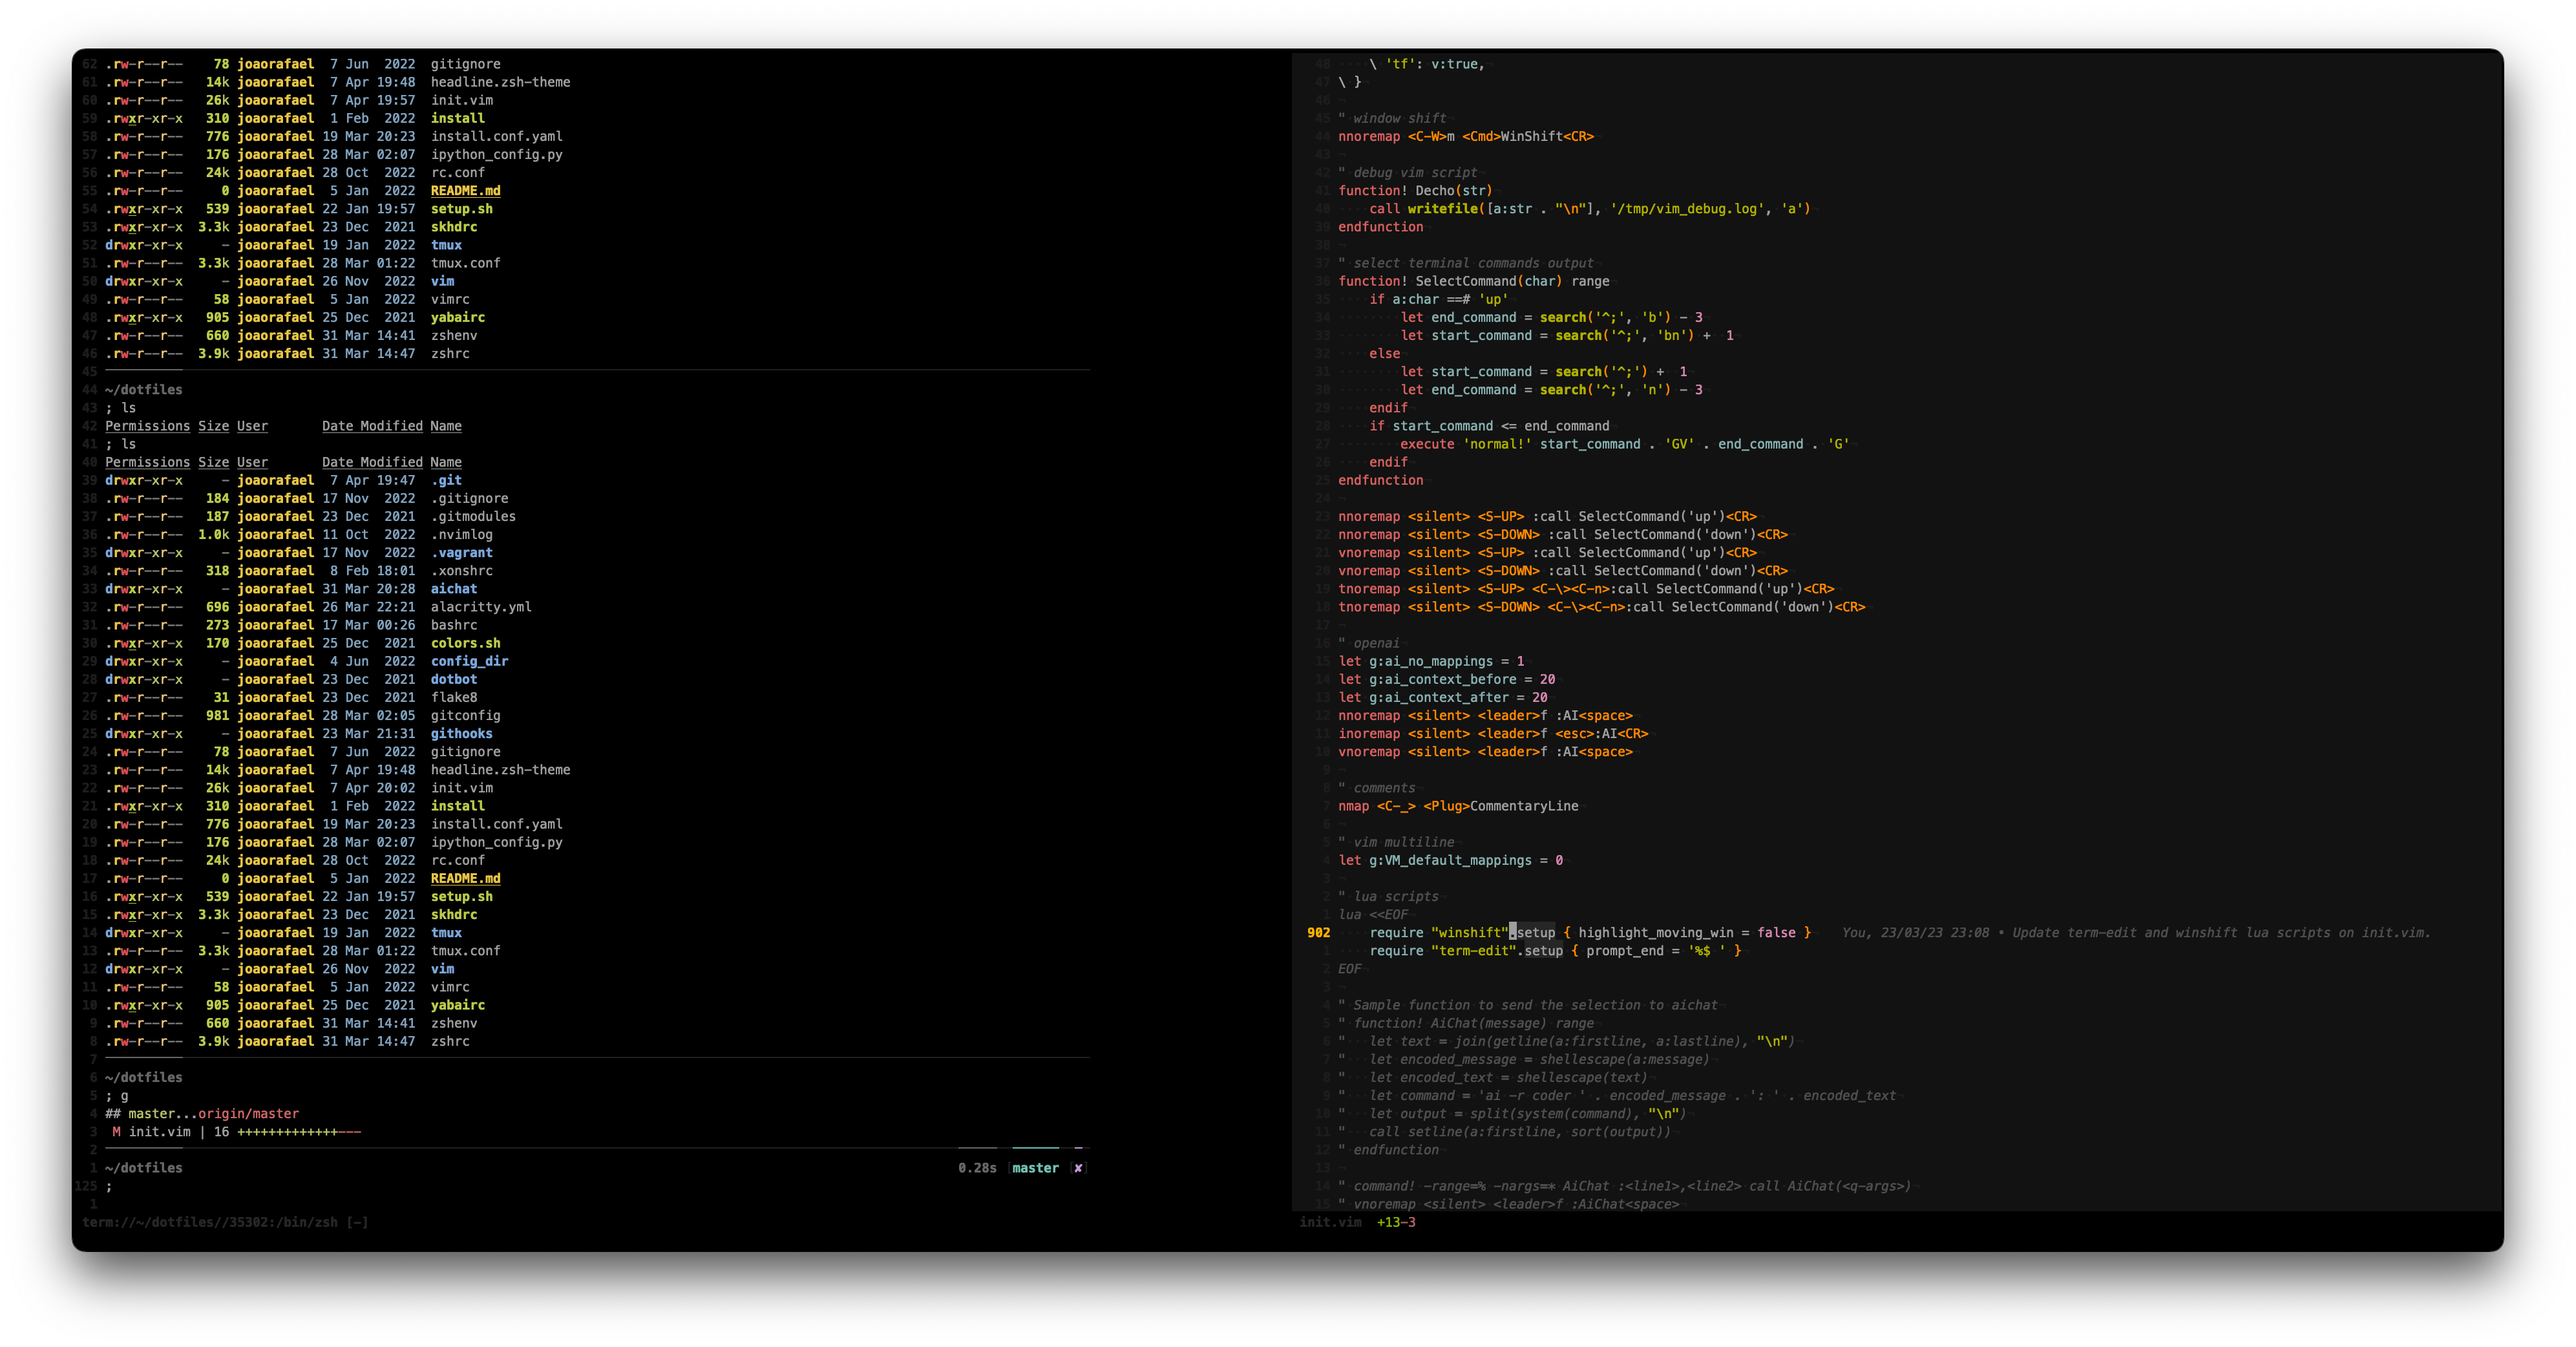 62 .rw-r--r-- 78 joaorafael 7 Jun 2022 gitignore
61 .rw-r--r-- 14k joaorafael 7 Apr 19:48 headline.zsh-theme
60 .rw-r--r-- 26k joaorafael 7 Apr 19:57 init.vim
59 .rwxr-xr-x 310 joaorafael 1 Feb 2022 install
58 .rw-r--r-- 776 joaorafael 19 Mar 20:23 install.conf.yaml
57 .rw-r--r-- 176 joaorafael 28 Mar 02:07 ipython_config.py
56 .rw-r--r-- 24k joaorafael 28 Oct 2022 rc.conf
55 .rw-r--r-- 0 joaorafael 5 Jan 2022 README.md
54 .rwxr-xr-x 539 joaorafael 22 Jan 19:57 setup.sh
53 .rwxr-xr-x 3.3k joaorafael 23 Dec 2021 skhdrc
52 drwxr-xr-x - joaorafael 19 Jan 2022 tmux
51 .rw-r--r-- 3.3k joaorafael 28 Mar 01:22 tmux.conf
50 drwxr-xr-x - joaorafael 26 Nov 2022 vim
49 .rw-r--r-- 58 joaorafael 5 Jan 2022 vimrc
48 .rwxr-xr-x 905 joaorafael 25 Dec 2021 yabairc
47 .rw-r--r-- 660 joaorafael 31 Mar 14:41 zshenv
46 .rw-r--r-- 3.9k joaorafael 31 Mar 14:47 zshrc
45
44 ~/dotfiles
43 ; ls
42 Permissions Size User Date Modified Name
41 ; ls
40 Permissions Size User Date Modified Name
39 drwxr-xr-x - joaorafael 7 Apr 19:47 .git
38 .rw-r--r-- 184 joaorafael 17 Nov 2022 .gitignore
37 .rw-r--r-- 187 joaorafael 23 Dec 2021 .gitmodules
36 .rw-r--r-- 1.0k joaorafael 11 Oct 2022 .nvimlog
35 drwxr-xr-x - joaorafael 17 Nov 2022 .vagrant
34 .rw-r--r-- 318 joaorafael 8 Feb 18:01 .xonshrc
33 drwxr-xr-x - joaorafael 31 Mar 20:28 aichat
32 .rw-r--r-- 696 joaorafael 26 Mar 22:21 alacritty.yml
31 .rw-r--r-- 273 joaorafael 17 Mar 00:26 bashrc
30 .rwxr-xr-x 170 joaorafael 25 Dec 2021 colors.sh
29 drwxr-xr-x - joaorafael 4 Jun 2022 config_dir
28 drwxr-xr-x - joaorafael 23 Dec 2021 dotbot
27 .rw-r--r-- 31 joaorafael 23 Dec 2021 flake8
26 .rw-r--r-- 981 joaorafael 28 Mar 02:05 gitconfig
25 drwxr-xr-x - joaorafael 23 Mar 21:31 githooks
24 .rw-r--r-- 78 joaorafael 7 Jun 2022 gitignore
23 .rw-r--r-- 14k joaorafael 7 Apr 19:48 headline.zsh-theme
22 .rw-r--r-- 26k joaorafael 7 Apr 20:02 init.vim
21 .rwxr-xr-x 310 joaorafael 1 Feb 2022 install
20 .rw-r--r-- 776 joaorafael 19 Mar 20:23 install.conf.yaml
19 .rw-r--r-- 176 joaorafael 28 Mar 02:07 ipython_config.py
18 .rw-r--r-- 24k joaorafael 28 Oct 2022 rc.conf
17 .rw-r--r-- 0 joaorafael 5 Jan 2022 README.md
16 .rwxr-xr-x 539 joaorafael 22 Jan 19:57 setup.sh
15 .rwxr-xr-x 3.3k joaorafael 23 Dec 2021 skhdrc
14 drwxr-xr-x - joaorafael 19 Jan 2022 tmux
13 .rw-r--r-- 3.3k joaorafael 28 Mar 01:22 tmux.conf
12 drwxr-xr-x - joaorafael 26 Nov 2022 vim
11 .rw-r--r-- 58 joaorafael 5 Jan 2022 vimrc
10 .rwxr-xr-x 905 joaorafael 25 Dec 2021 yabairc
9 .rw-r--r-- 660 joaorafael 31 Mar 14:41 zshenv
8 .rw-r--r-- 3.9k joaorafael 31 Mar 14:47 zshrc
7
6 ~/dotfiles
5 ; g
4 ## master...origin/master
3 M init.vim | 16 +++++++++++++---
2
1 ~/dotfiles 0.28s master ✘
125 ;
1
term://~/dotfiles//35302:/bin/zsh [-]
48 \ 'tf': v:true,
47 \ }
46
45 " window shift
44 nnoremap <C-W>m <Cmd>WinShift<CR>
43
42 " debug vim script
41 function! Decho(str)
40 call writefile([a:str . "\n"], '/tmp/vim_debug.log', 'a')
39 endfunction
38
37 " select terminal commands output
36 function! SelectCommand(char) range
35 if a:char ==# 'up'
34 let end_command = search('^;', 'b') - 3
33 let start_command = search('^;', 'bn') + 1
32 else
31 let start_command = search('^;') + 1
30 let end_command = search('^;', 'n') - 3
29 endif
28 if start_command <= end_command
27 execute 'normal!' start_command . 'GV' . end_command . 'G'
26 endif
25 endfunction
24
23 nnoremap <silent> <S-UP> :call SelectCommand('up')<CR>
22 nnoremap <silent> <S-DOWN> :call SelectCommand('down')<CR>
21 vnoremap <silent> <S-UP> :call SelectCommand('up')<CR>
20 vnoremap <silent> <S-DOWN> :call SelectCommand('down')<CR>
19 tnoremap <silent> <S-UP> <C-\><C-n>:call SelectCommand('up')<CR>
18 tnoremap <silent> <S-DOWN> <C-\><C-n>:call SelectCommand('down')<CR>
17
16 " openai
15 let g:ai_no_mappings = 1
14 let g:ai_context_before = 20
13 let g:ai_context_after = 20
12 nnoremap <silent> <leader>f :AI<space>
11 inoremap <silent> <leader>f <esc>:AI<CR>
10 vnoremap <silent> <leader>f :AI<space>
9
8 " comments
7 nmap <C-_> <Plug>CommentaryLine
6
5 " vim multiline
4 let g:VM_default_mappings = 0
3
2 " lua scripts
1 lua <<EOF
902 require "winshift".setup { highlight_moving_win = false } You, 23/03/23 23:08 • Update term-edit and winshift lua scripts on init.vim.
1 require "term-edit".setup { prompt_end = '%$ ' }
2 EOF
3
4 " Sample function to send the selection to aichat
5 " function! AiChat(message) range
6 " let text = join(getline(a:firstline, a:lastline), "\n")
7 " let encoded_message = shellescape(a:message)
8 " let encoded_text = shellescape(text)
9 " let command = 'ai -r coder ' . encoded_message . ': ' . encoded_text
10 " let output = split(system(command), "\n")
11 " call setline(a:firstline, sort(output))
12 " endfunction
13
14 " command! -range=% -nargs=* AiChat :<line1>,<line2> call AiChat(<q-args>)
15 " vnoremap <silent> <leader>f :AiChat<space>
init.vim +13-3